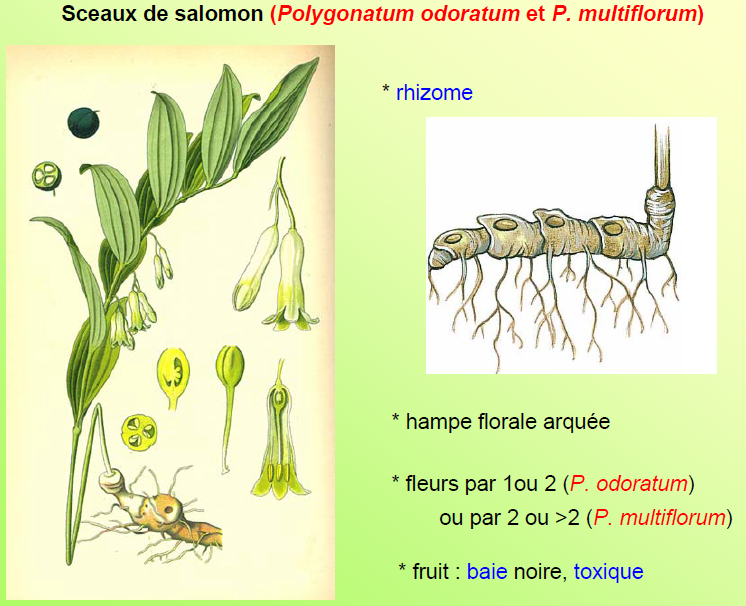 Sceaux de salomon (Polygonatum odoratum et P. multiflorum)
* rhizome
* hampe florale arquée
* fleurs par 1ou 2 (P. odoratum)
ou par 2 ou >2 (P. multiflorum)
* fruit : baie noire, toxique